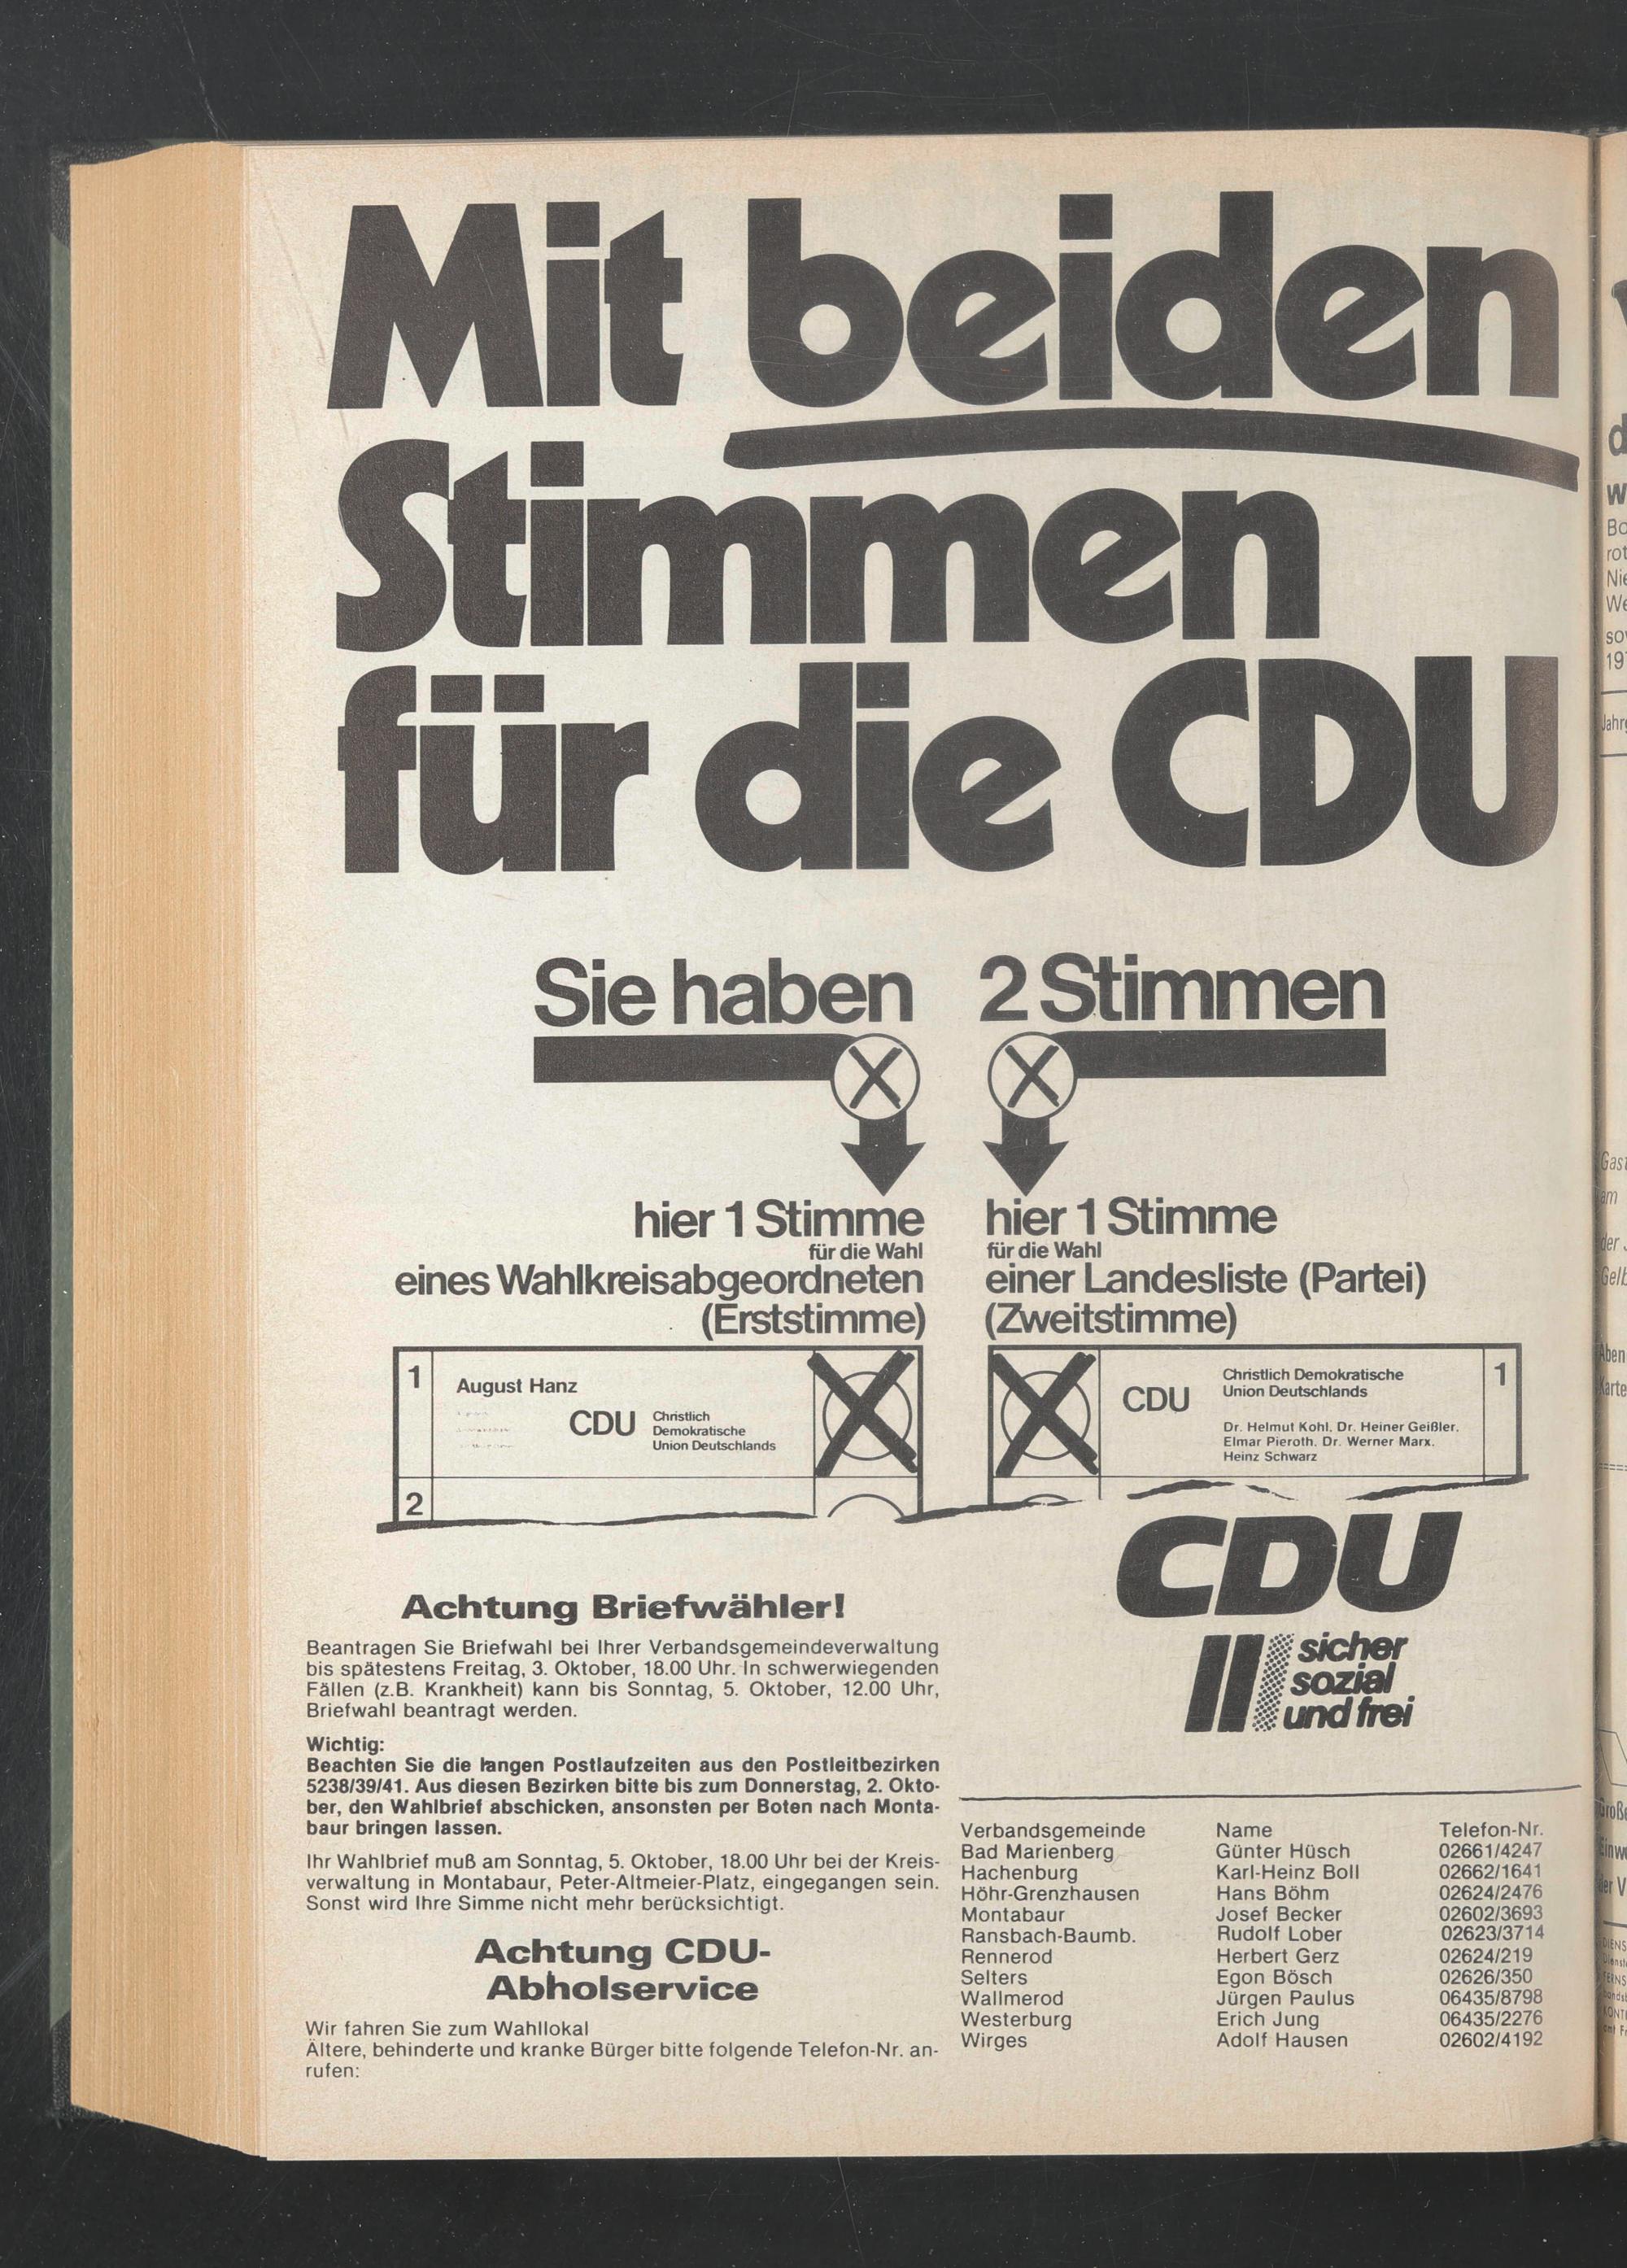 Mit beiden
Stimmen
für die CDU
Sie haben 2 Stimmen
hier 1 Stimme
für die Wahl
eines Wahlkreisabgeordneten
(Erststimme)
1
August Hanz
CDU
Christlich
Demokratische
Union Deutschlands
2
hier 1 Stimme
für die Wahl
einer Landesliste (Partei)
(Zweitstimme)
CDU
Christlich Demokratische
Union Deutschlands
Dr. Helmut Kohl, Dr. Heiner Geißler,
Elmar Pieroth, Dr. Werner Marx,
Heinz Schwarz
1
CDU
sicher
sozial
und frei
Achtung Briefwähler!
Beantragen Sie Briefwahl bei Ihrer Verbandsgemeindeverwaltung
bis spätestens Freitag, 3. Oktober, 18.00 Uhr. In schwerwiegenden
Fällen (z.B. Krankheit) kann bis Sonntag, 5. Oktober, 12.00 Uhr,
Briefwahl beantragt werden.
Wichtig:
Beachten Sie die langen Postlaufzeiten aus den Postleitbezirken
5238/39/41. Aus diesen Bezirken bitte bis zum Donnerstag, 2. Okto-
ber, den Wahlbrief abschicken, ansonsten per Boten nach Monta-
baur bringen lassen.
Ihr Wahlbrief muß am Sonntag, 5. Oktober, 18.00 Uhr bei der Kreis-
verwaltung in Montabaur, Peter-Altmeier-Platz, eingegangen sein.
Sonst wird Ihre Simme nicht mehr berücksichtigt.
Achtung CDU-
Abholservice
Wir fahren Sie zum Wahllokal
Ältere, behinderte und kranke Bürger bitte folgende Telefon-Nr. an-
rufen:
Verbandsgemeinde Name Telefon-Nr.
Bad Marienberg Günter Hüsch 02661/4247
Hachenburg Karl-Heinz Boll 02662/1641
Höhr-Grenzhausen Hans Böhm 02624/2476
Montabaur Josef Becker 02602/3693
Ransbach-Baumb. Rudolf Lober 02623/3714
Rennerod Herbert Gerz 02624/219
Selters Egon Bösch 02626/350
Wallmerod Jürgen Paulus 06435/8798
Westerburg Erich Jung 06435/2276
Wirges Adolf Hausen 02602/4192